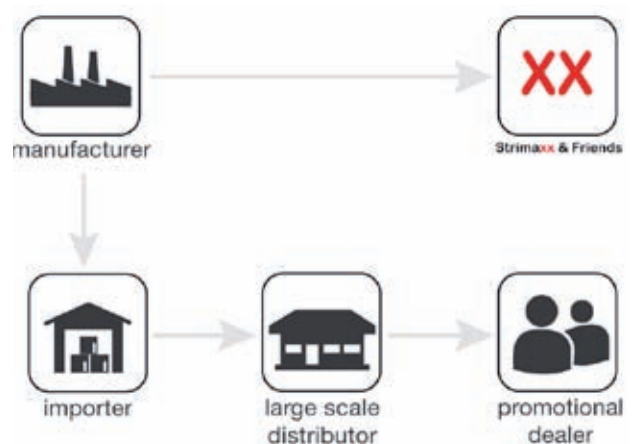 XX
manufacturer
Strimaxx & Friends
importer
large scale
distributor
promotional
dealer